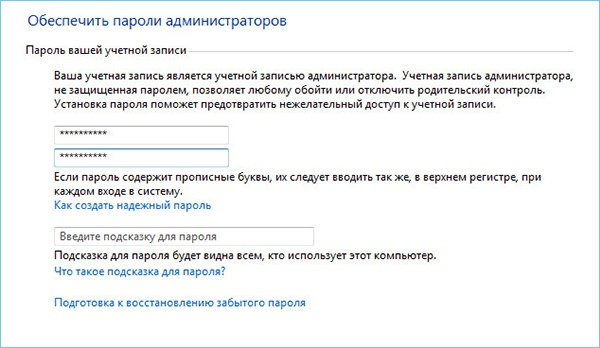 Обеспечить пароли администраторов
Пароль вашей учетной записи
Ваша учетная запись является учетной записью администратора. Учетная запись администратора,
не защищенная паролем, позволяет любому обойти или отключить родительский контроль.
Установка пароля поможет предотвратить нежелательный доступ к учетной записи.
**********
**********
Если пароль содержит прописные буквы, их следует вводить так же, в верхнем регистре, при
каждом входе в систему.
Как создать надежный пароль
Введите подсказку для пароля
Подсказка для пароля будет видна всем, кто использует этот компьютер.
Что такое подсказка для пароля?
Подготовка к восстановлению забытого пароля